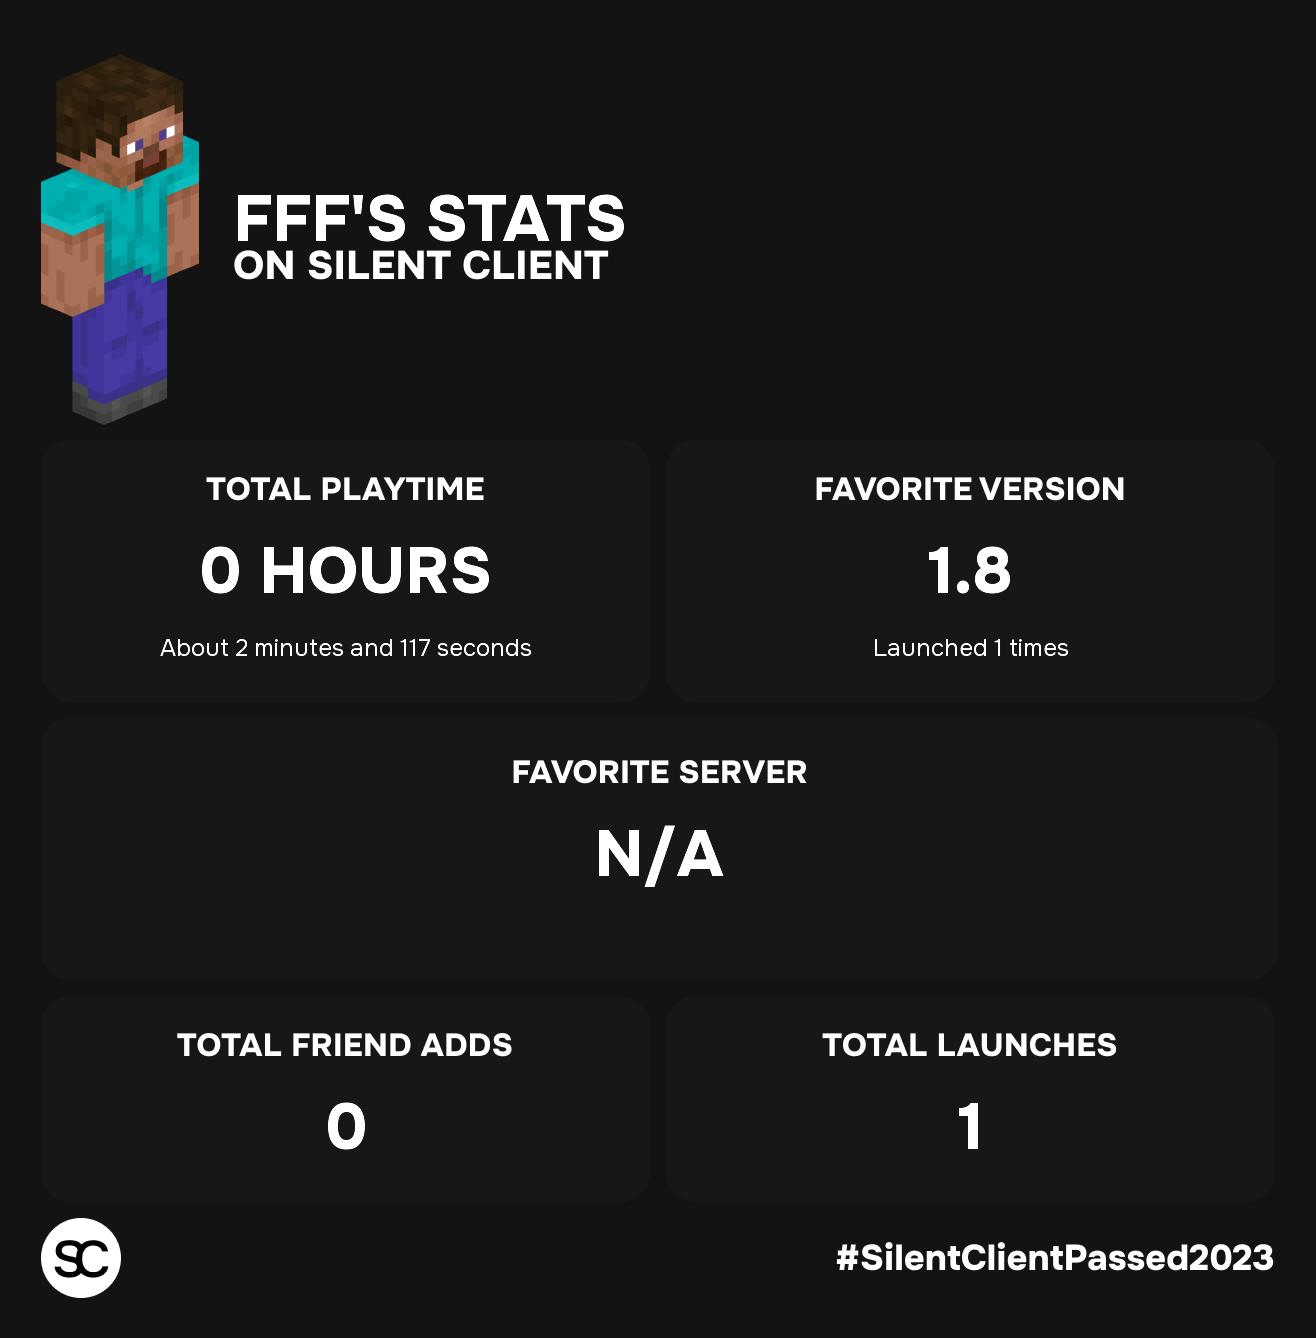 FFF'S STATS
ON SILENT CLIENT
TOTAL PLAYTIME
0 HOURS
About 2 minutes and 117 seconds
FAVORITE VERSION
1.8
Launched 1 times
FAVORITE SERVER
N/A
TOTAL FRIEND ADDS
0
TOTAL LAUNCHES
1
SC
#SilentClientPassed2023